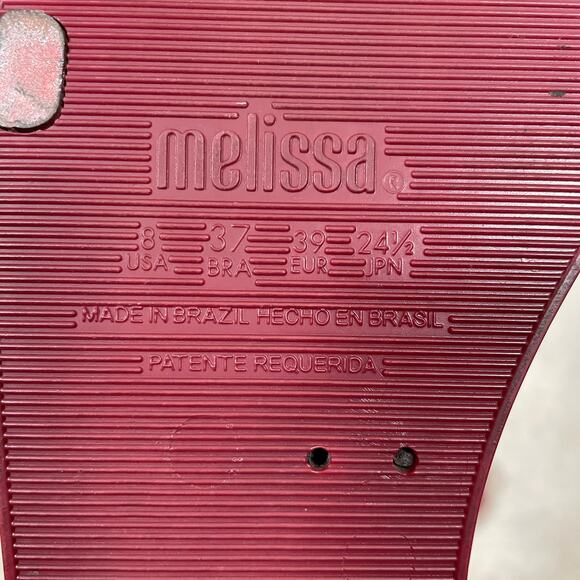 melissa®
8 37 39 24½
USA BRA EUR JPN
MADE IN BRAZIL HECHO EN BRASIL
PATENTE REQUERIDA